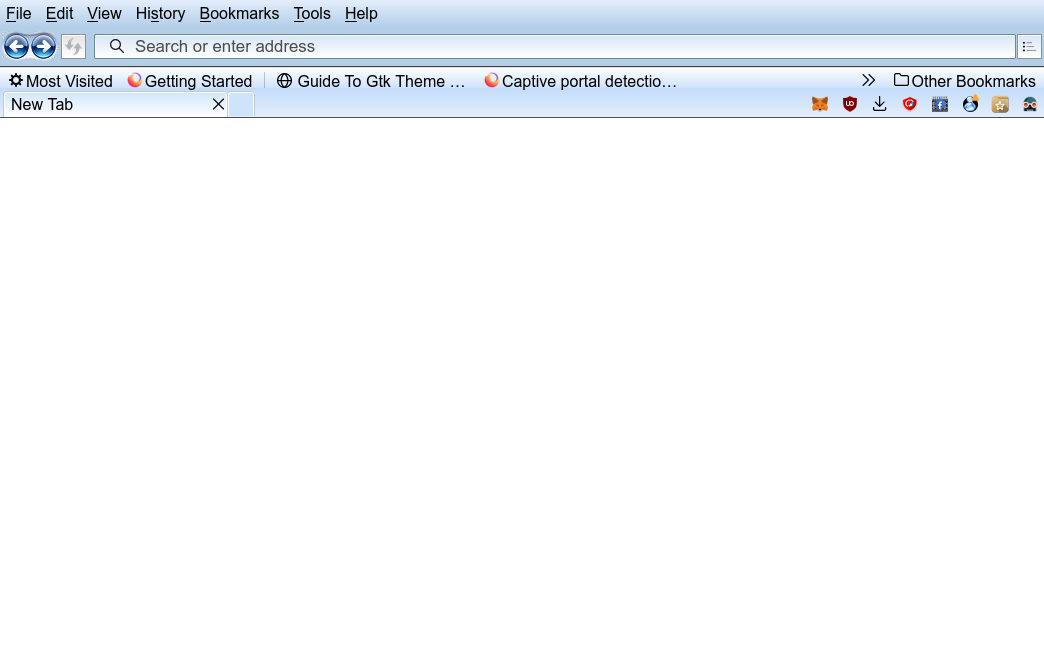 File Edit View History Bookmarks Tools Help
Search or enter address
Most Visited Getting Started Guide To Gtk Theme … Captive portal detectio… Other Bookmarks
New Tab